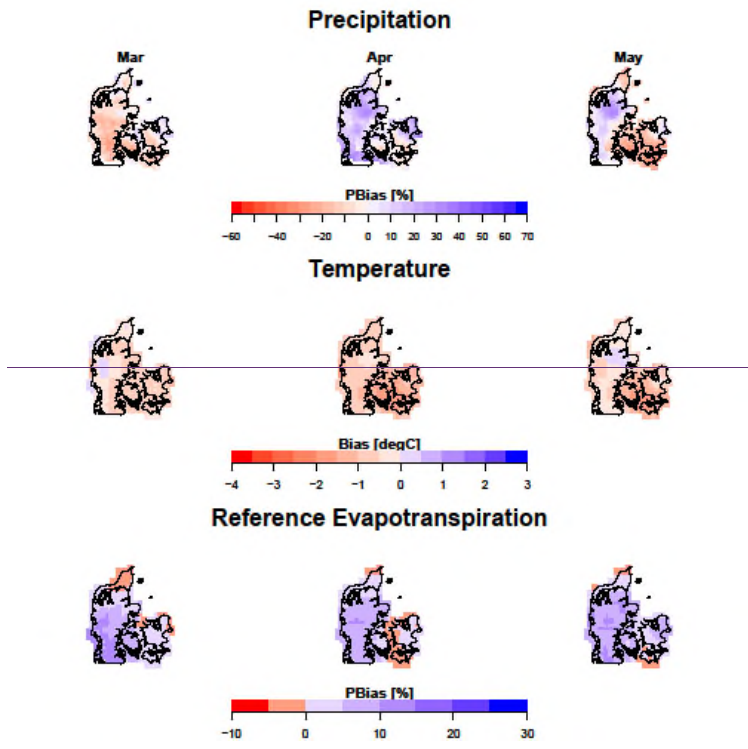 Precipitation
Mar Apr May
PBias [%]
−60 −40 −20 0 10 20 30 40 50 60 70
Temperature
Bias [degC]
−4 −3 −2 −1 0 1 2 3
Reference Evapotranspiration
PBias [%]
−10 0 10 20 30